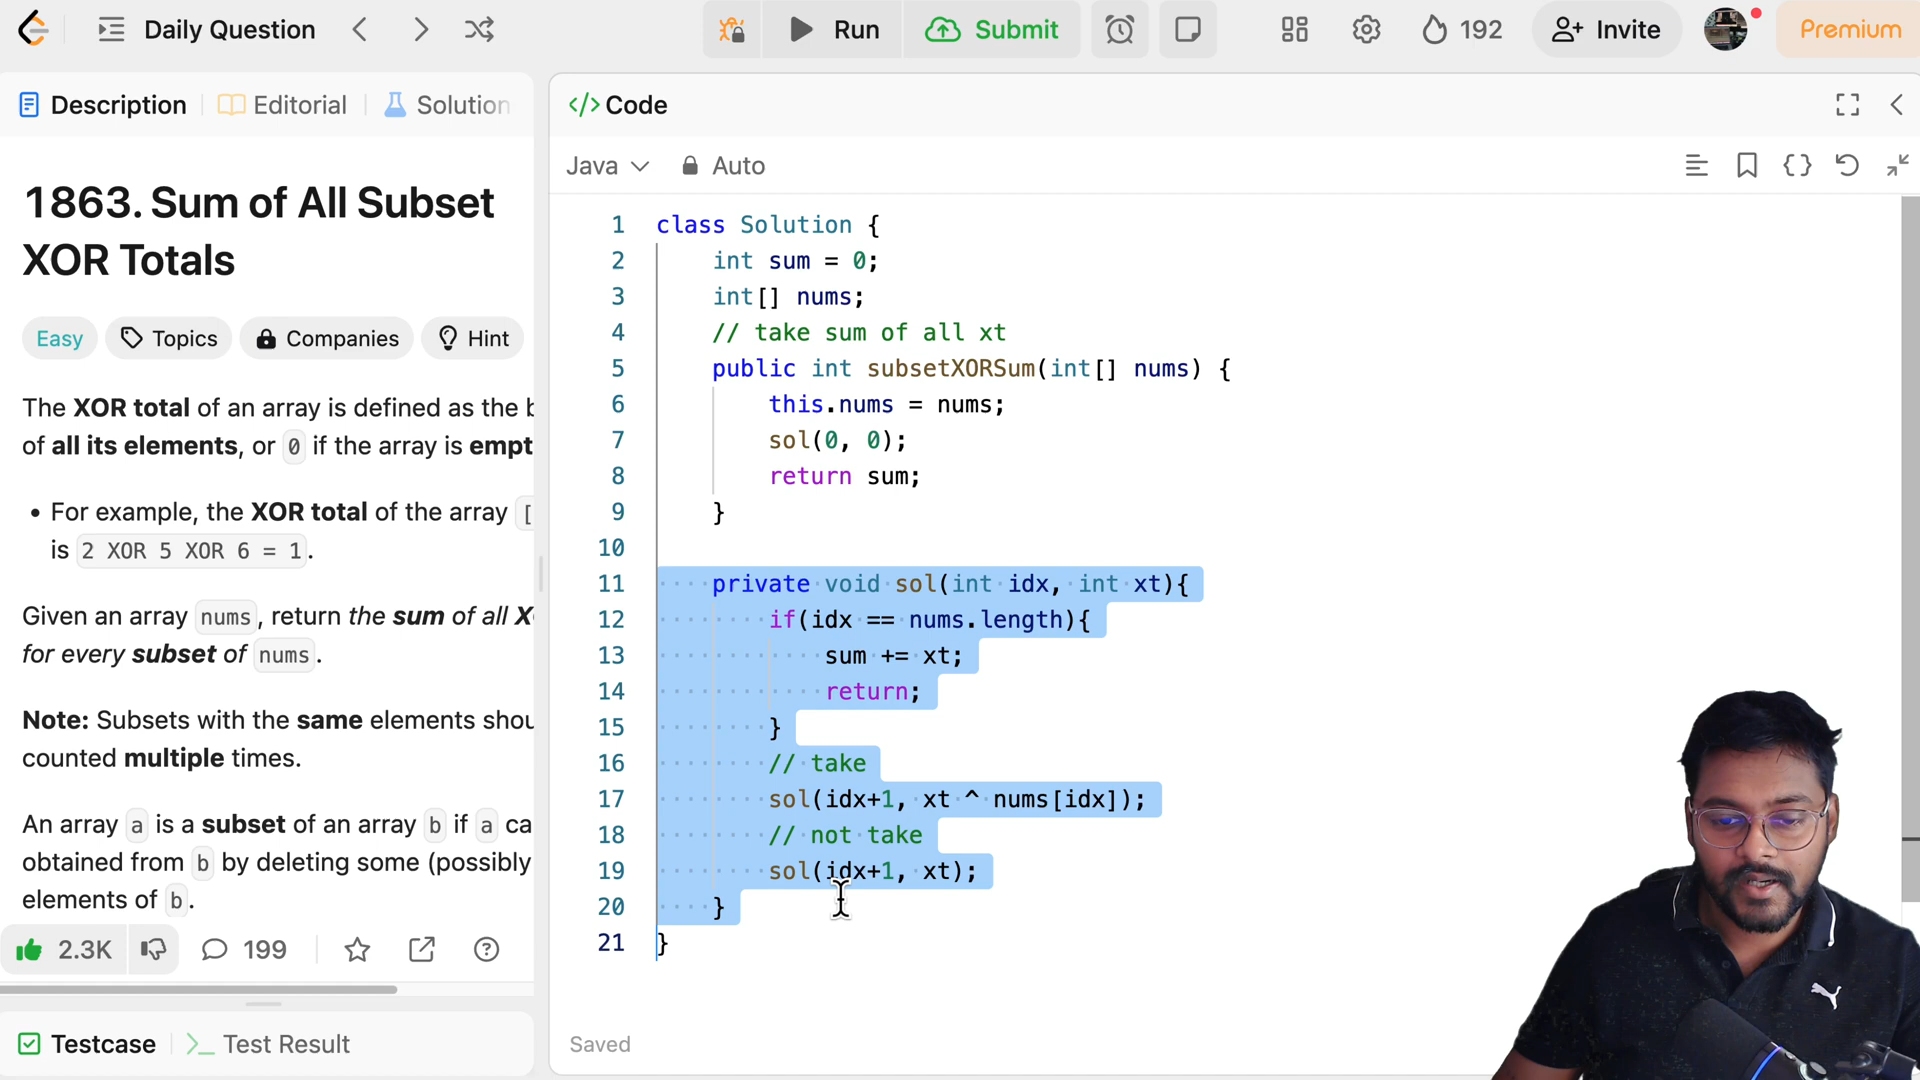 Daily Question
Run
Submit
192
Invite
Premium
Description
Editorial
Solution
</> Code
Java
Auto
1863. Sum of All Subset
XOR Totals
Easy
Topics
Companies
Hint
The XOR total of an array is defined as the b
of all its elements, or 0 if the array is empt
• For example, the XOR total of the array [
is 2 XOR 5 XOR 6 = 1.
Given an array nums, return the sum of all X
for every subset of nums.
Note: Subsets with the same elements shou
counted multiple times.
An array a is a subset of an array b if a ca
obtained from b by deleting some (possibly
elements of b.
2.3K
199
Testcase
Test Result
1 class Solution {
2 int sum = 0;
3 int[] nums;
4 // take sum of all xt
5 public int subsetXORSum(int[] nums) {
6 this.nums = nums;
7 sol(0, 0);
8 return sum;
9 }
10
11 private void sol(int idx, int xt){
12 if(idx == nums.length){
13 sum += xt;
14 return;
15 }
16 // take
17 sol(idx+1, xt ^ nums[idx]);
18 // not take
19 sol(idx+1, xt);
20 }
21 }
Saved